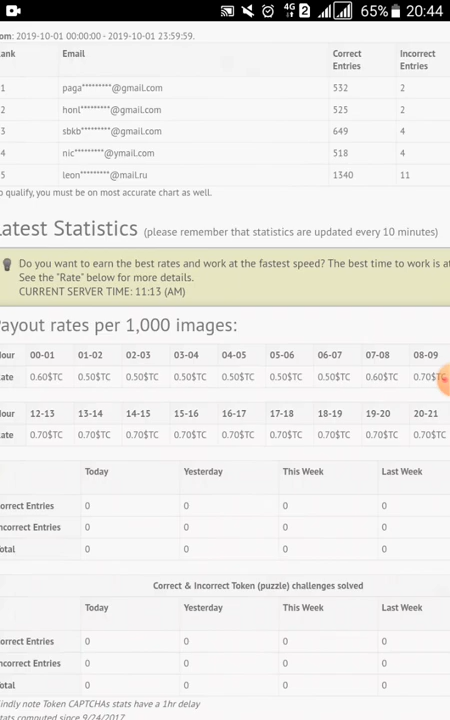 4G 2 65% 20:44
om: 2019-10-01 00:00:00 - 2019-10-01 23:59:59.
ank Email Correct Entries Incorrect Entries
1 paga*********@gmail.com 532 2
2 honl*********@gmail.com 525 2
3 sbkb*********@gmail.com 649 4
4 nic*********@ymail.com 518 4
5 leon*********@mail.ru 1340 11
o qualify, you must be on most accurate chart as well.
atest Statistics (please remember that statistics are updated every 10 minutes)
Do you want to earn the best rates and work at the fastest speed? The best time to work is at
See the "Rate" below for more details.
CURRENT SERVER TIME: 11:13 (AM)
ayout rates per 1,000 images:
our 00-01 01-02 02-03 03-04 04-05 05-06 06-07 07-08 08-09
ate 0.60$TC 0.50$TC 0.50$TC 0.50$TC 0.50$TC 0.50$TC 0.50$TC 0.60$TC 0.70$TC
our 12-13 13-14 14-15 15-16 16-17 17-18 18-19 19-20 20-21
ate 0.70$TC 0.70$TC 0.70$TC 0.70$TC 0.70$TC 0.70$TC 0.70$TC 0.70$TC 0.70$TC
Today Yesterday This Week Last Week
orrect Entries 0 0 0 0
ncorrect Entries 0 0 0 0
otal 0 0 0 0
Correct & Incorrect Token (puzzle) challenges solved
Today Yesterday This Week Last Week
orrect Entries 0 0 0 0
ncorrect Entries 0 0 0 0
otal 0 0 0 0
indly note Token CAPTCHAs stats have a 1hr delay
tats computed since 9/24/2017